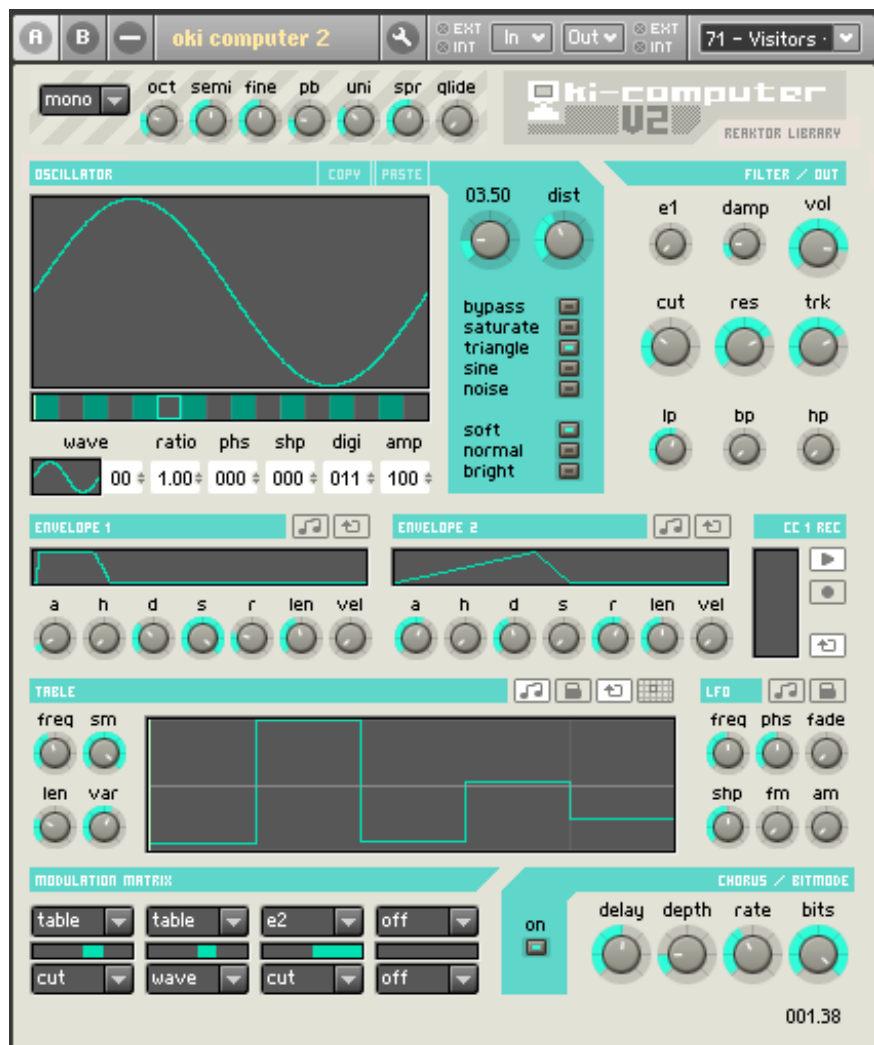 A B oki computer 2 EXT INT In Out EXT INT 71 - Visitors ·
mono oct semi fine pb uni spr glide
oki-computer
V2
REAKTOR LIBRARY
OSCILLATOR COPY PASTE
wave ratio phs shp digi amp
00 1.00 000 000 011 100
03.50 dist
bypass
saturate
triangle
sine
noise
soft
normal
bright
FILTER / OUT
e1 damp vol
cut res trk
lp bp hp
ENVELOPE 1
a h d s r len vel
ENVELOPE 2
a h d s r len vel
CC 1 REC
TABLE
freq sm
len var
LFO
freq phs fade
shp fm am
MODULATION MATRIX
table table e2 off
cut wave cut off
CHORUS / BITMODE
on delay depth rate bits
001.38